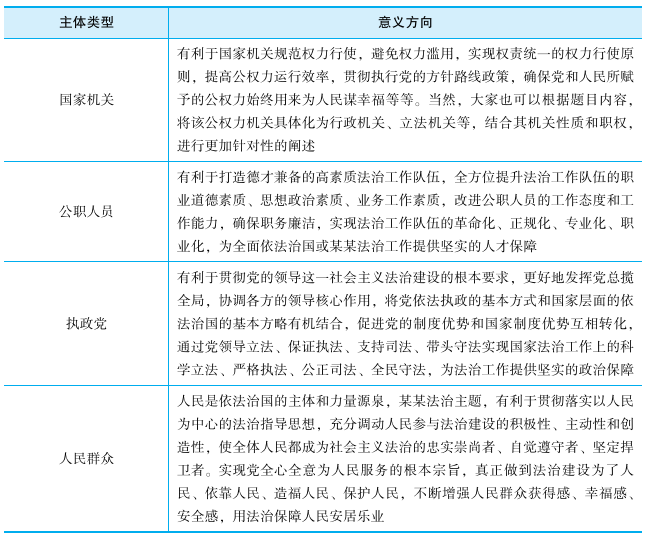 主体类型
意义方向
国家机关
有利于国家机关规范权力行使，避免权力滥用，实现权责统一的权力行使原
则，提高公权力运行效率，贯彻执行党的方针路线政策，确保党和人民所赋
予的公权力始终用来为人民谋幸福等等。当然，大家也可以根据题目内容，
将该公权力机关具体化为行政机关、立法机关等，结合其机关性质和职权，
进行更加针对性的阐述
公职人员
有利于打造德才兼备的高素质法治工作队伍，全方位提升法治工作队伍的职
业道德素质、思想政治素质、业务工作素质，改进公职人员的工作态度和工
作能力，确保职务廉洁，实现法治工作队伍的革命化、正规化、专业化、职
业化，为全面依法治国或某某法治工作提供坚实的人才保障
执政党
有利于贯彻党的领导这一社会主义法治建设的根本要求，更好地发挥党总揽
全局，协调各方的领导核心作用，将党依法执政的基本方式和国家层面的依
法治国的基本方略有机结合，促进党的制度优势和国家制度优势互相转化，
通过党领导立法、保证执法、支持司法、带头守法实现国家法治工作上的科
学立法、严格执法、公正司法、全民守法，为法治工作提供坚实的政治保障
人民群众
人民是依法治国的主体和力量源泉，某某法治主题，有利于贯彻落实以人民
为中心的法治指导思想，充分调动人民参与法治建设的积极性、主动性和创
造性，使全体人民都成为社会主义法治的忠实崇尚者、自觉遵守者、坚定捍
卫者。实现党全心全意为人民服务的根本宗旨，真正做到法治建设为了人
民、依靠人民、造福人民、保护人民，不断增强人民群众获得感、幸福感、
安全感，用法治保障人民安居乐业